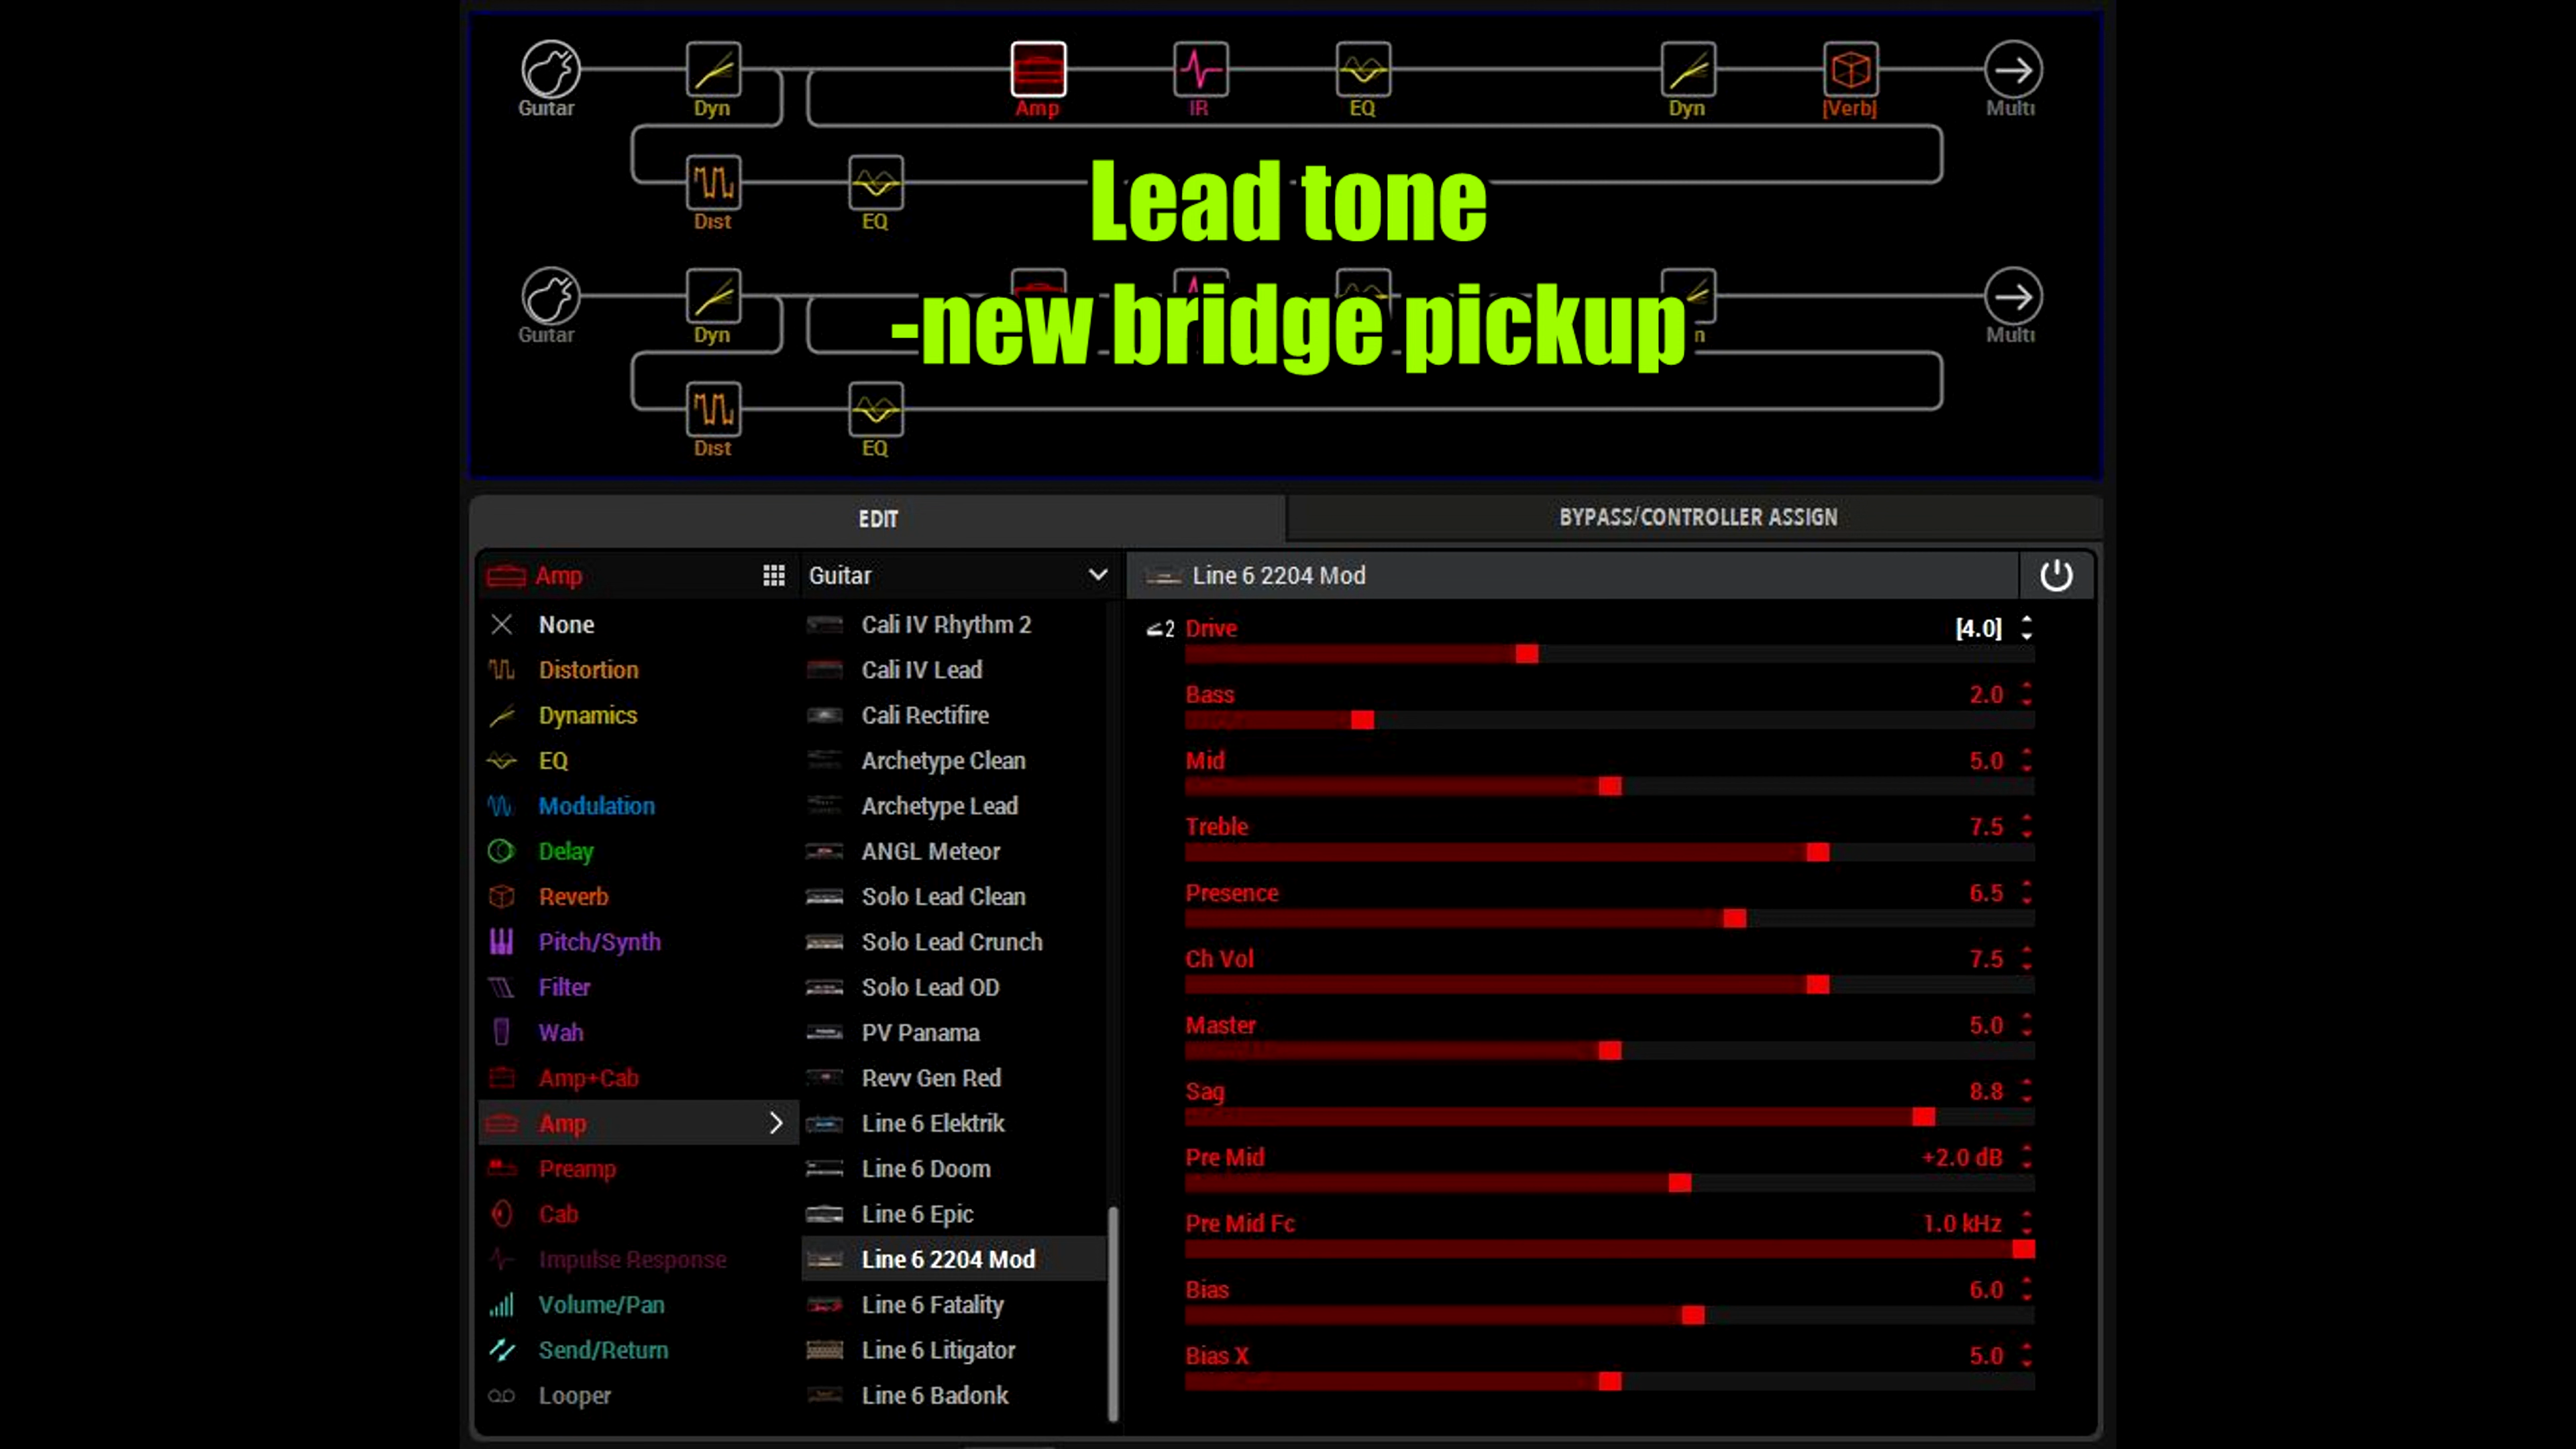 Guitar Dyn Amp IR EQ Dyn [Verb] Multi
Dist EQ
Lead tone
-new bridge pickup
Guitar Dyn n Multi
Dist EQ
EDIT BYPASS/CONTROLLER ASSIGN
Amp Guitar Line 6 2204 Mod
None
Distortion
Dynamics
EQ
Modulation
Delay
Reverb
Pitch/Synth
Filter
Wah
Amp+Cab
Amp
Preamp
Cab
Impulse Response
Volume/Pan
Send/Return
Looper
Cali IV Rhythm 2
Cali IV Lead
Cali Rectifire
Archetype Clean
Archetype Lead
ANGL Meteor
Solo Lead Clean
Solo Lead Crunch
Solo Lead OD
PV Panama
Revv Gen Red
Line 6 Elektrik
Line 6 Doom
Line 6 Epic
Line 6 2204 Mod
Line 6 Fatality
Line 6 Litigator
Line 6 Badonk
2 Drive [4.0]
Bass 2.0
Mid 5.0
Treble 7.5
Presence 6.5
Ch Vol 7.5
Master 5.0
Sag 8.8
Pre Mid +2.0 dB
Pre Mid Fc 1.0 kHz
Bias 6.0
Bias X 5.0